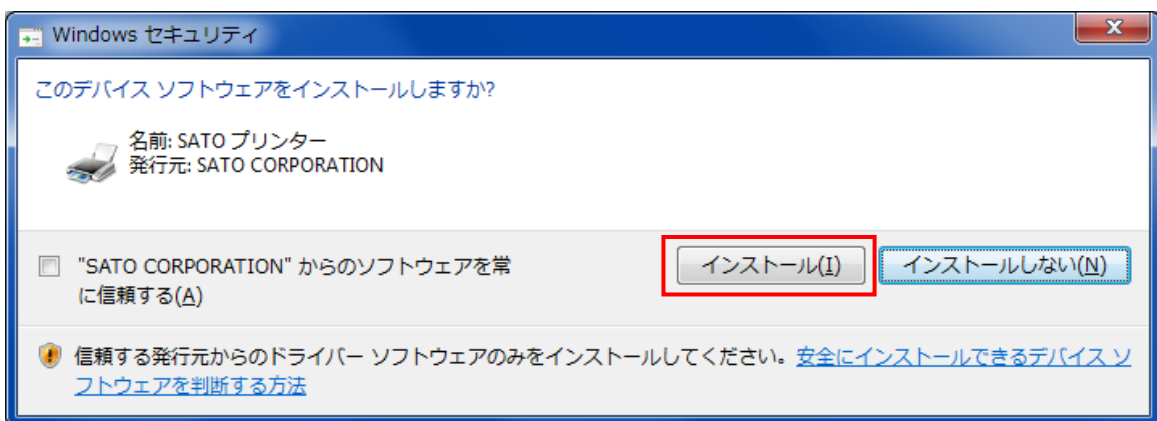 Windows セキュリティ
このデバイス ソフトウェアをインストールしますか?
名前: SATO プリンター
発行元: SATO CORPORATION
"SATO CORPORATION" からのソフトウェアを常
に信頼する(A)
インストール(I)
インストールしない(N)
信頼する発行元からのドライバー ソフトウェアのみをインストールしてください。安全にインストールできるデバイス ソ
フトウェアを判断する方法